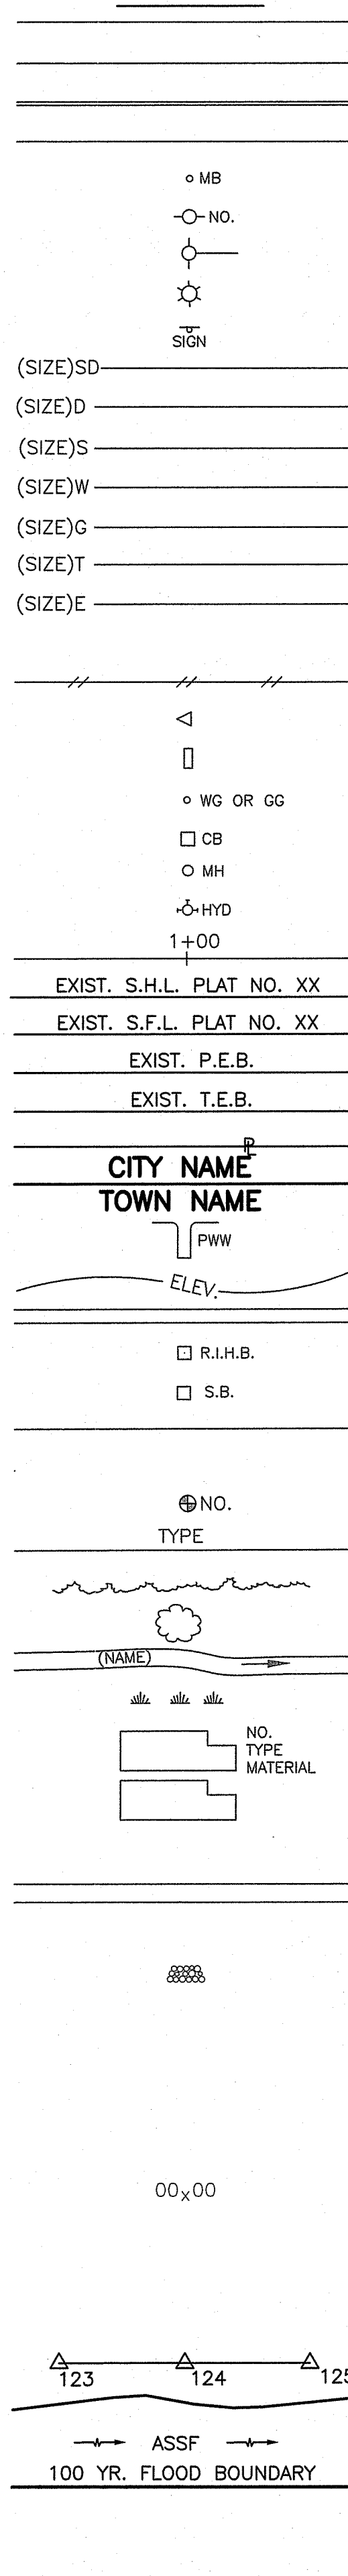 MB
NO.
SIGN
(SIZE)SD
(SIZE)D
(SIZE)S
(SIZE)W
(SIZE)G
(SIZE)T
(SIZE)E
WG OR GG
CB
MH
HYD
1+00
EXIST. S.H.L. PLAT NO. XX
EXIST. S.F.L. PLAT NO. XX
EXIST. P.E.B.
EXIST. T.E.B.
PL
CITY NAME
TOWN NAME
PWW
ELEV.
R.I.H.B.
S.B.
NO.
TYPE
(NAME)
NO.
TYPE
MATERIAL
00x00
123 124 125
ASSF
100 YR. FLOOD BOUNDARY